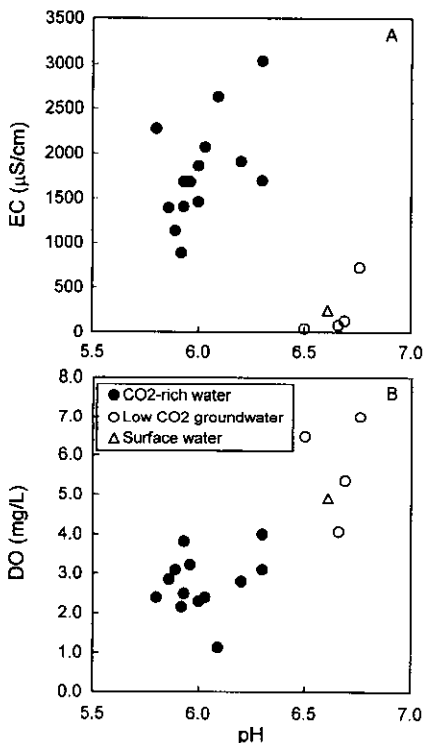 A
EC (µS/cm)
3500
3000
2500
2000
1500
1000
500
0
5.5 6.0 6.5 7.0
B
● CO2-rich water
○ Low CO2 groundwater
△ Surface water
DO (mg/L)
8.0
7.0
6.0
5.0
4.0
3.0
2.0
1.0
0.0
5.5 6.0 6.5 7.0
pH